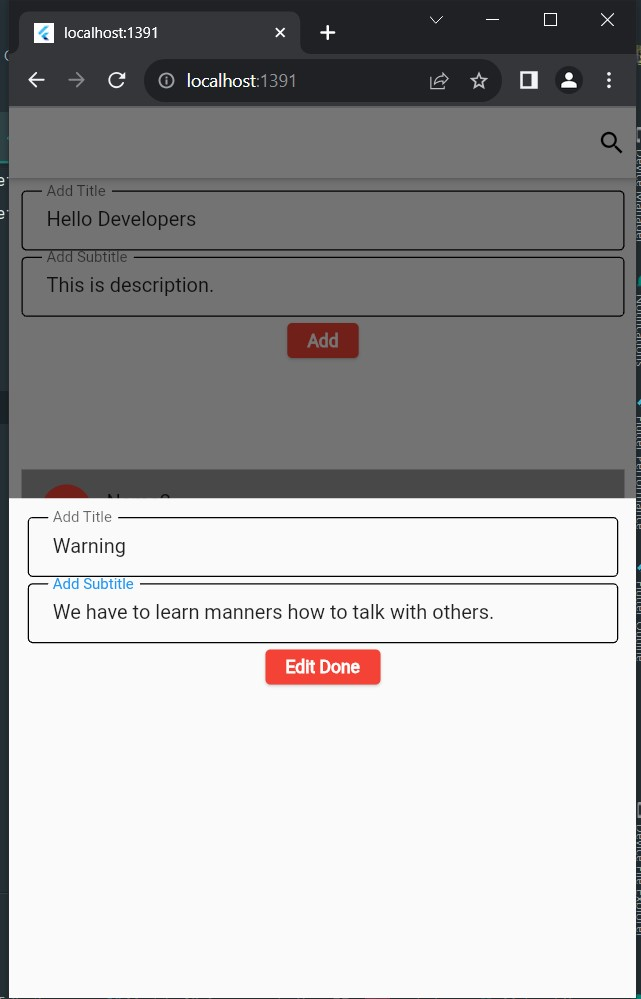 localhost:1391
localhost:1391
Add Title
Hello Developers
Add Subtitle
This is description.
Add
Add Title
Warning
Add Subtitle
We have to learn manners how to talk with others.
Edit Done